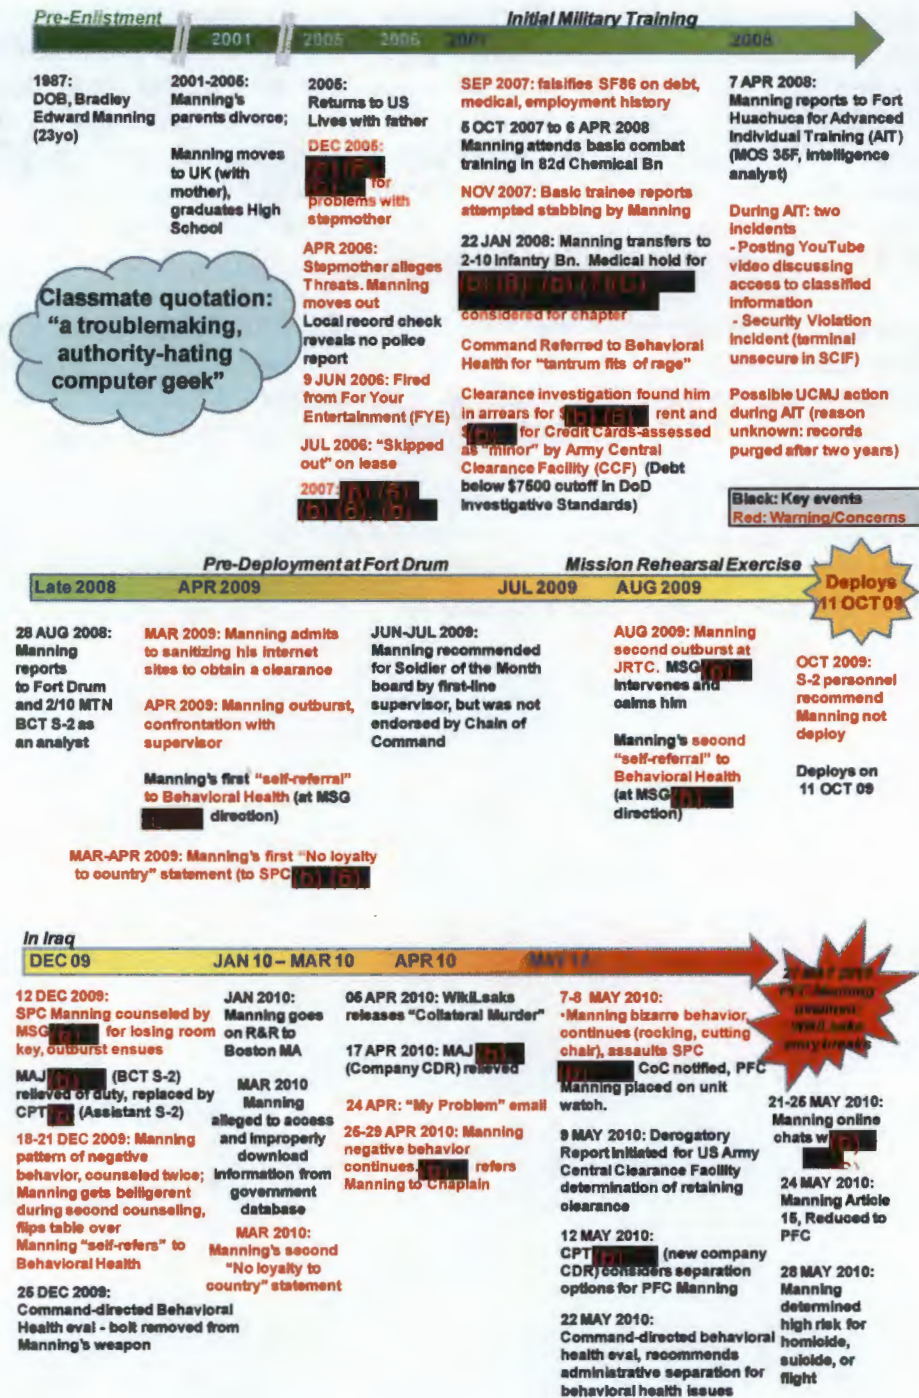 Pre-Enlistment
Initial Military Training
2001
2005
2006
2007
2008
1987:
DOB, Bradley
Edward Manning
(23yo)
2001-2005:
Manning's
parents divorce;
Manning moves
to UK (with
mother),
graduates High
School
Classmate quotation:
"a troublemaking,
authority-hating
computer geek"
2005:
Returns to US
Lives with father
DEC 2005:
(b) (6),
(b) for
problems with
stepmother
APR 2006:
Stepmother alleges
Threats. Manning
moves out
Local record check
reveals no police
report
9 JUN 2006: Fired
from For Your
Entertainment (FYE)
JUL 2006: "Skipped
out" on lease
2007: (b) (6),
(b) (6), (b)
SEP 2007: falsifies SF86 on debt,
medical, employment history
5 OCT 2007 to 6 APR 2008
Manning attends basic combat
training in 82d Chemical Bn
NOV 2007: Basic trainee reports
attempted stabbing by Manning
22 JAN 2008: Manning transfers to
2-10 Infantry Bn. Medical hold for
(b) (6), (b) (7)(C)
considered for chapter
Command Referred to Behavioral
Health for "tantrum fits of rage"
Clearance investigation found him
in arrears for $(b) (6), rent and
$(b) for Credit Cards-assessed
as "minor" by Army Central
Clearance Facility (CCF) (Debt
below $7500 cutoff in DoD
Investigative Standards)
7 APR 2008:
Manning reports to Fort
Huachuca for Advanced
Individual Training (AIT)
(MOS 35F, intelligence
analyst)
During AIT: two
incidents
- Posting YouTube
video discussing
access to classified
information
- Security Violation
incident (terminal
unsecure in SCIF)
Possible UCMJ action
during AIT (reason
unknown: records
purged after two years)
Black: Key events
Red: Warning/Concerns
Pre-Deployment at Fort Drum
Mission Rehearsal Exercise
Late 2008
APR 2009
JUL 2009
AUG 2009
Deploys
11 OCT 09
28 AUG 2008:
Manning
reports
to Fort Drum
and 2/10 MTN
BCT S-2 as
an analyst
MAR 2009: Manning admits
to sanitizing his internet
sites to obtain a clearance
APR 2009: Manning outburst,
confrontation with
supervisor
Manning's first "self-referral"
to Behavioral Health (at MSG
direction)
MAR-APR 2009: Manning's first "No loyalty
to country" statement (to SPC (b) (6),
JUN-JUL 2009:
Manning recommended
for Soldier of the Month
board by first-line
supervisor, but was not
endorsed by Chain of
Command
AUG 2009: Manning
second outburst at
JRTC. MSG (b)
intervenes and
calms him
Manning's second
"self-referral" to
Behavioral Health
(at MSG (b)
direction)
OCT 2009:
S-2 personnel
recommend
Manning not
deploy
Deploys on
11 OCT 09
In Iraq
DEC 09
JAN 10 – MAR 10
APR 10
MAY 10
27 MAY 2010
PFC Manning
WikiLeaks
story breaks
12 DEC 2009:
SPC Manning counseled by
MSG (b) for losing room
key, outburst ensues
MAJ (b) (BCT S-2)
relieved of duty, replaced by
CPT (b) (Assistant S-2)
18-21 DEC 2009: Manning
pattern of negative
behavior, counseled twice;
Manning gets belligerent
during second counseling,
flips table over
Manning "self-refers" to
Behavioral Health
25 DEC 2009:
Command-directed Behavioral
Health eval - bolt removed from
Manning's weapon
JAN 2010:
Manning goes
on R&R to
Boston MA
MAR 2010
Manning
alleged to access
and improperly
download
information from
government
database
MAR 2010:
Manning's second
"No loyalty to
country" statement
05 APR 2010: WikiLeaks
releases "Collateral Murder"
17 APR 2010: MAJ (b)
(Company CDR) relieved
24 APR: "My Problem" email
25-29 APR 2010: Manning
negative behavior
continues. (b) refers
Manning to Chaplain
7-8 MAY 2010:
•Manning bizarre behavior,
continues (rocking, cutting
chair), assaults SPC
(b) CoC notified, PFC
Manning placed on unit
watch.
9 MAY 2010: Derogatory
Report initiated for US Army
Central Clearance Facility
determination of retaining
clearance
12 MAY 2010:
CPT (b) (new company
CDR) considers separation
options for PFC Manning
22 MAY 2010:
Command-directed behavioral
health eval, recommends
administrative separation for
behavioral health issues
21-25 MAY 2010:
Manning online
chats w (b)
24 MAY 2010:
Manning Article
15, Reduced to
PFC
28 MAY 2010:
Manning
determined
high risk for
homicide,
suicide, or
flight